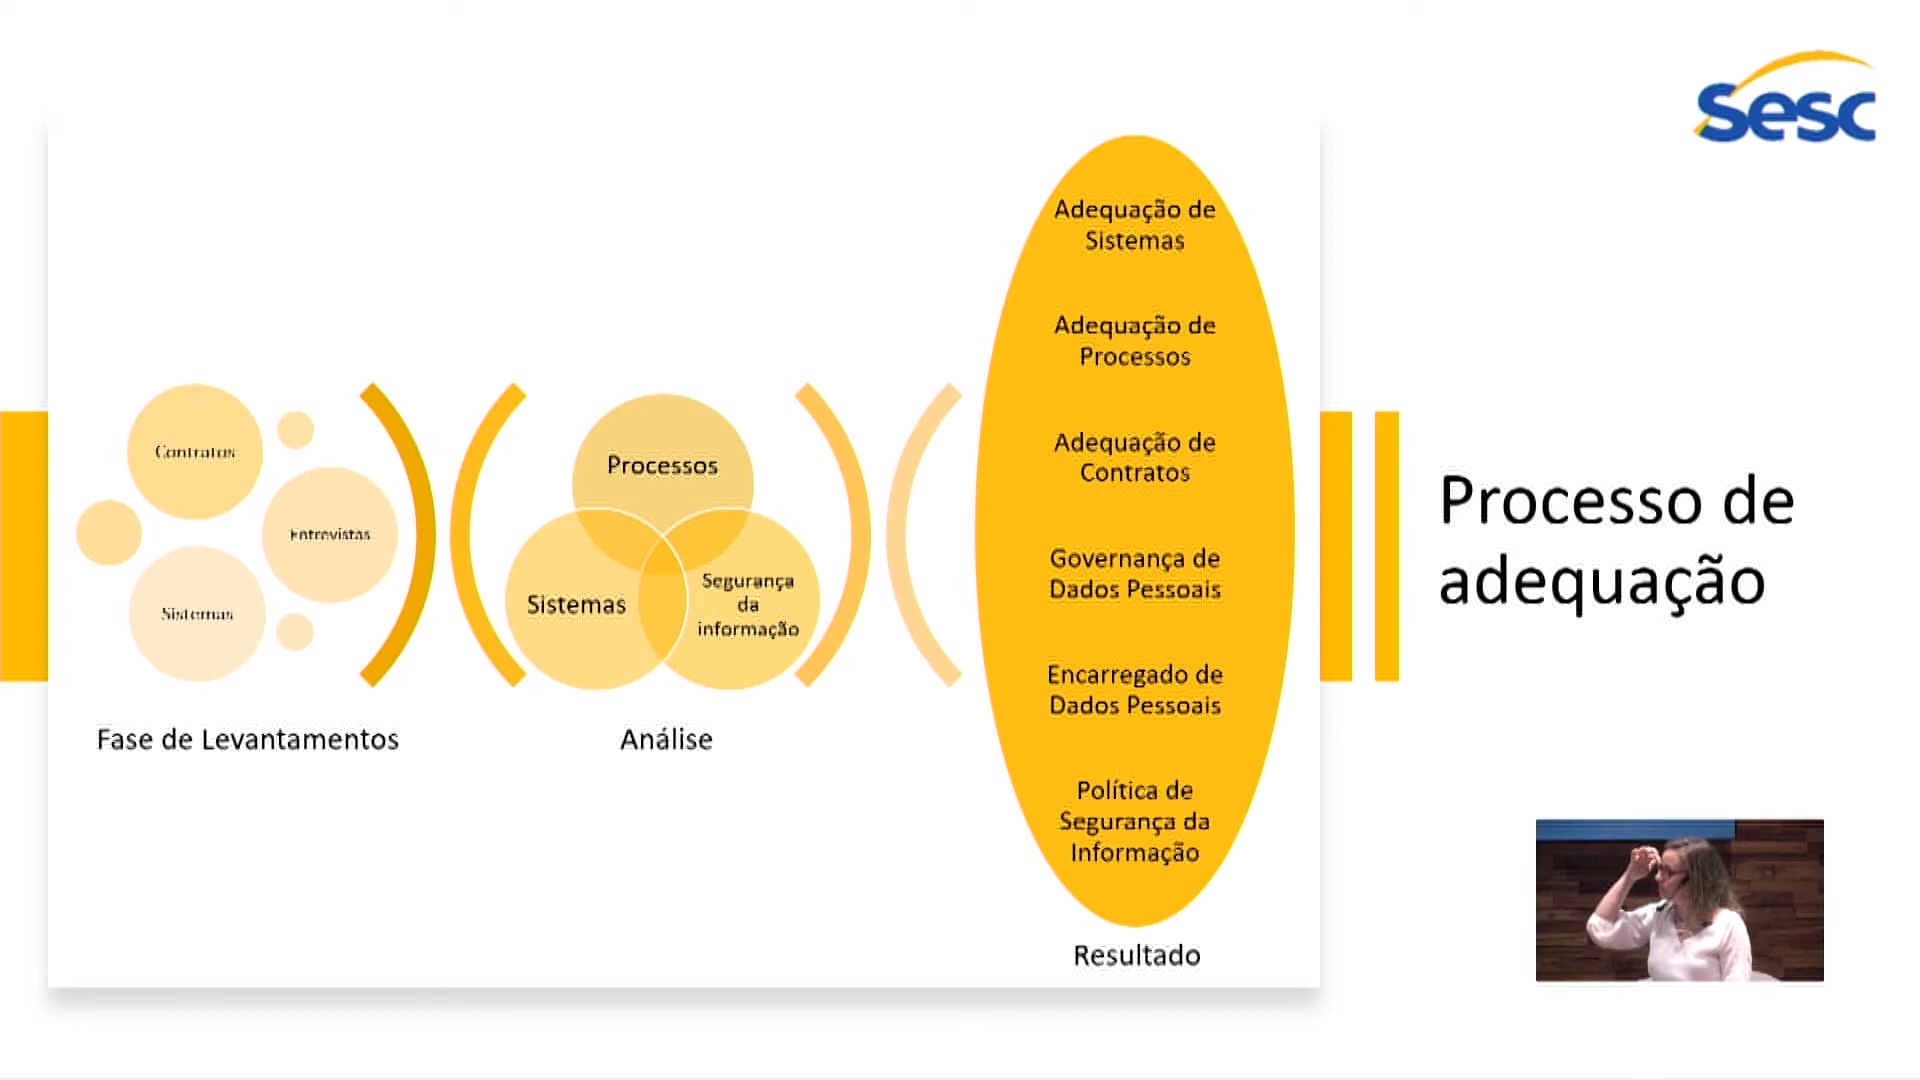 Sesc
Contratos
Entrevistas
Sistemas
Fase de Levantamentos
Processos
Sistemas
Segurança
da
informação
Análise
Adequação de
Sistemas
Adequação de
Processos
Adequação de
Contratos
Governança de
Dados Pessoais
Encarregado de
Dados Pessoais
Política de
Segurança da
Informação
Resultado
Processo de
adequação